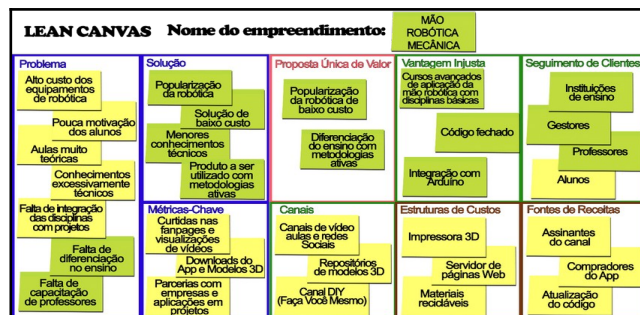 LEAN CANVAS Nome do empreendimento:
MÃO
ROBÓTICA
MECÂNICA
Problema
Alto custo dos
equipamentos
de robótica
Pouca motivação
dos alunos
Aulas muito
teóricas
Conhecimentos
excessivamente
técnicos
Falta de integração
das disciplinas
com projetos
Falta de
diferenciação
no ensino
Falta de
capacitação
de professores
Solução
Popularização
da robótica
Solução de
baixo custo
Menores
conhecimentos
técnicos
Produto a ser
utilizado com
metodologias
ativas
Métricas-Chave
Curtidas nas
fanpages e
visualizações
de vídeos
Downloads do
App e Modelos 3D
Parcerias com
empresas e
aplicações em
projetos
Proposta Única de Valor
Popularização
da robótica de
baixo custo
Diferenciação
do ensino com
metodologias
ativas
Canais
Canais de vídeo
aulas e redes
Sociais
Repositórios
de modelos 3D
Canal DIY
(Faça Você Mesmo)
Vantagem Injusta
Cursos avançados
de aplicação da
mão robótica com
disciplinas básicas
Código fechado
Integração com
Arduíno
Estruturas de Custos
Impressora 3D
Servidor de
páginas Web
Materiais
recicláveis
Seguimento de Clientes
Instituições
de ensino
Gestores
Professores
Alunos
Fontes de Receitas
Assinantes
do canal
Compradores
do App
Atualização
do código